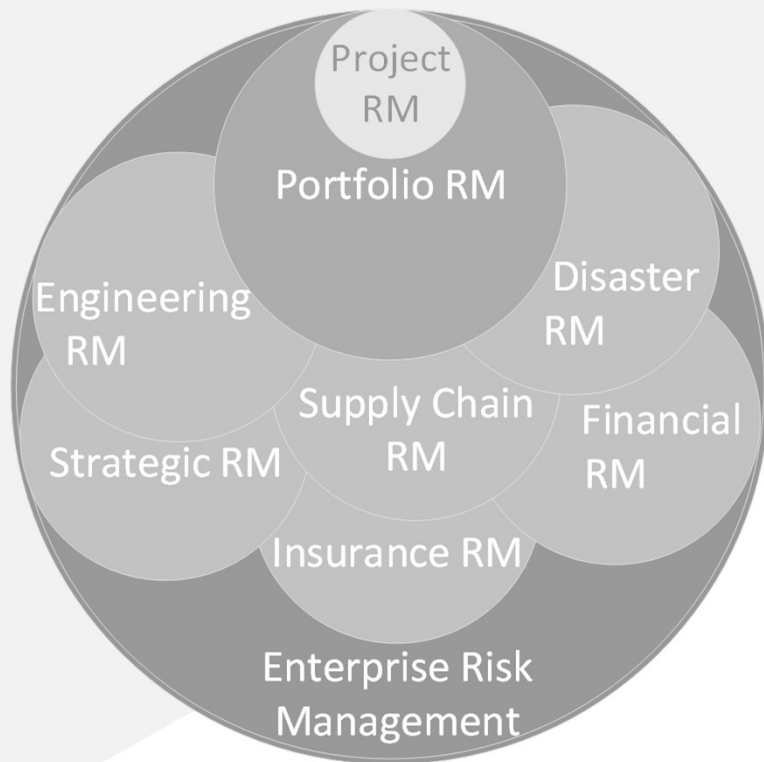 Project
RM
Portfolio RM
Engineering
RM
Disaster
RM
Supply Chain
RM
Financial
RM
Strategic RM
Insurance RM
Enterprise Risk
Management